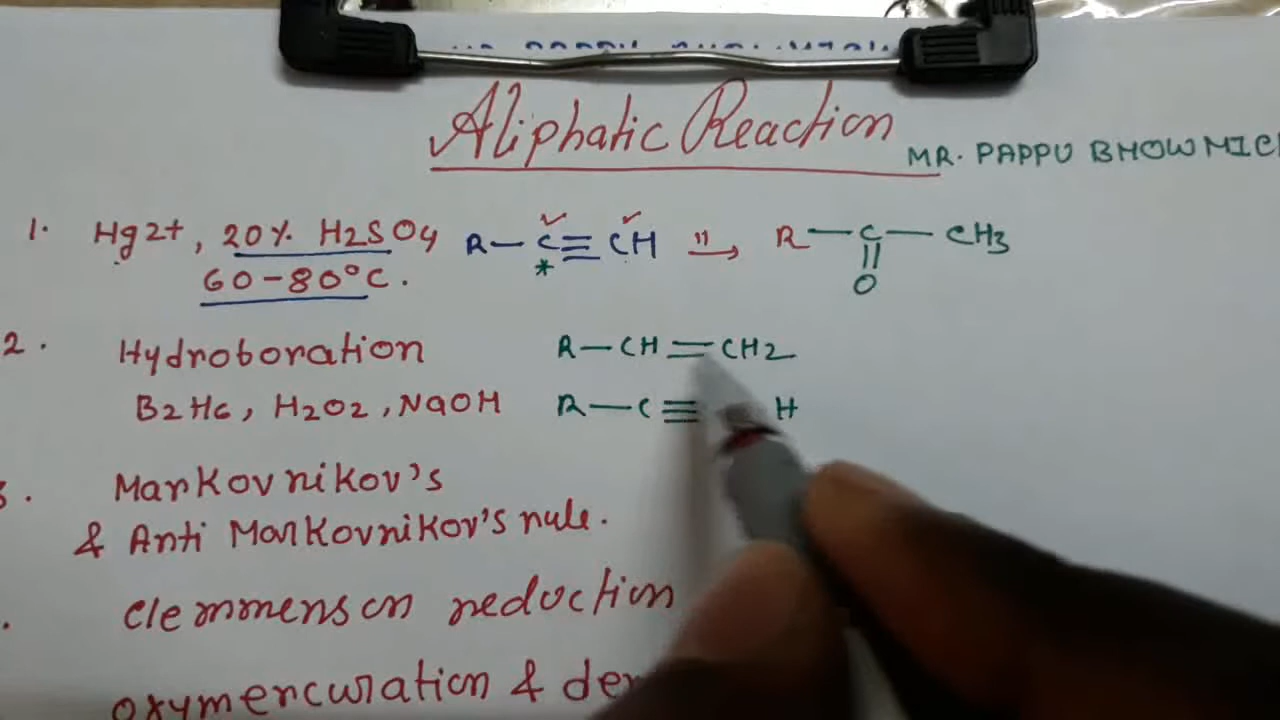 Aliphatic Reaction
MR. PAPPU BHOWMIC
1. Hg2+, 20% H2SO4 R—C≡CH → R—C—CH3
60-80°C. * || O
2. Hydroboration R—CH=CH2
B2H6, H2O2, NaOH R—C≡ H
3. Markovnikov's
& Anti Markovnikov's rule.
Clemmenson reduction
oxymercuration &